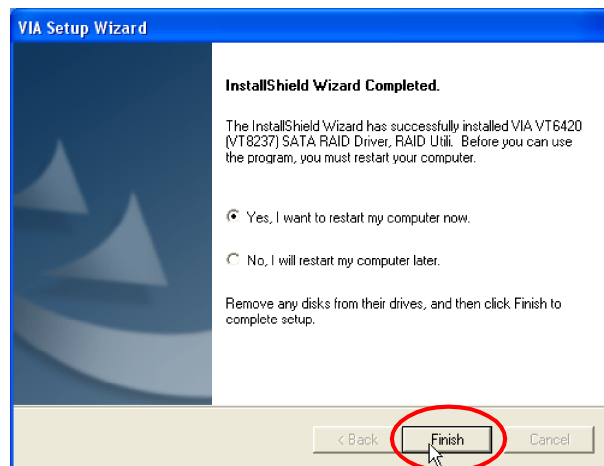 VIA Setup Wizard
InstallShield Wizard Completed.
The InstallShield Wizard has successfully installed VIA VT6420
(VT8237) SATA RAID Driver, RAID Utili. Before you can use
the program, you must restart your computer.
Yes, I want to restart my computer now.
No, I will restart my computer later.
Remove any disks from their drives, and then click Finish to
complete setup.
< Back
Finish
Cancel